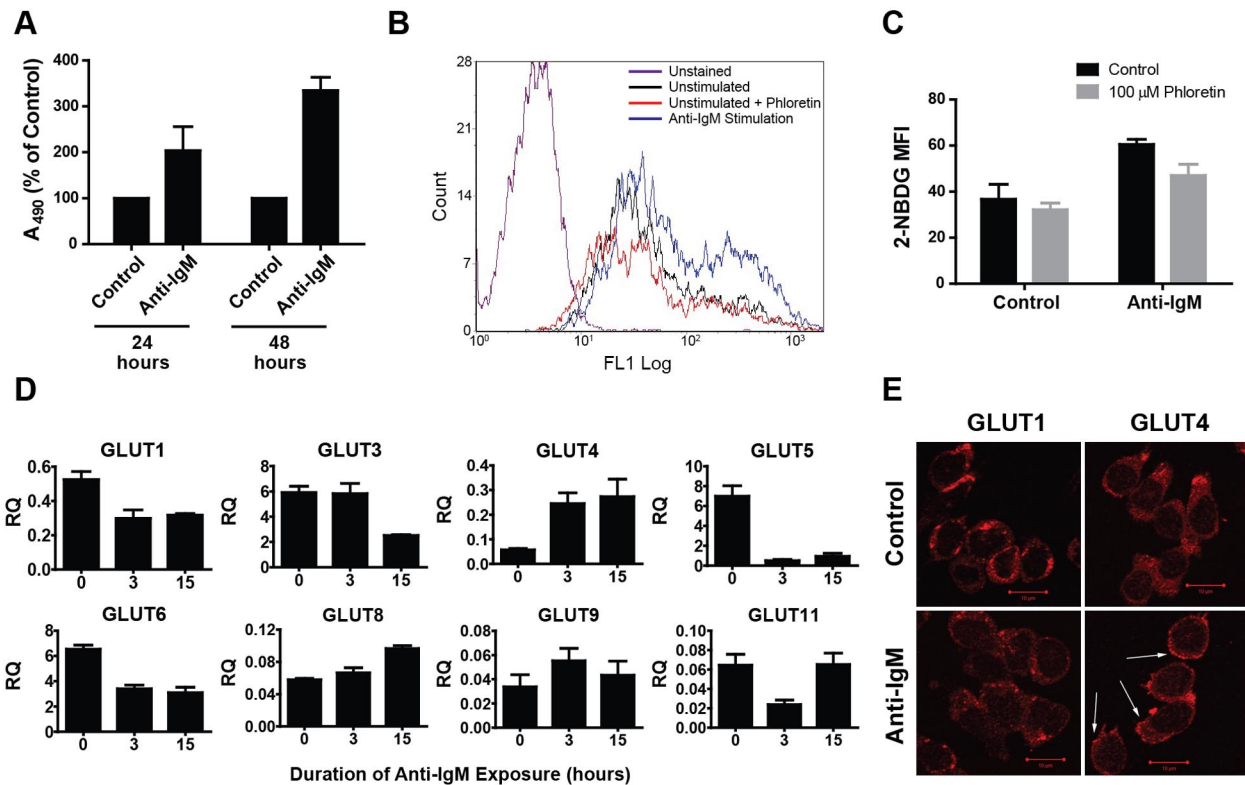 A
A490 (% of Control)
400
300
200
100
0
Control
Anti-IgM
Control
Anti-IgM
24 hours
48 hours
B
Count
28
21
14
7
0
10^0
10^1
10^2
10^3
FL1 Log
Unstained
Unstimulated
Unstimulated + Phloretin
Anti-IgM Stimulation
C
Control
100 μM Phloretin
2-NBDG MFI
80
60
40
20
0
Control
Anti-IgM
D
GLUT1
RQ
0.6
0.4
0.2
0.0
0 3 15
GLUT3
RQ
8
6
4
2
0
0 3 15
GLUT4
RQ
0.4
0.3
0.2
0.1
0.0
0 3 15
GLUT5
RQ
10
8
6
4
2
0
0 3 15
GLUT6
RQ
8
6
4
2
0
0 3 15
GLUT8
RQ
0.12
0.08
0.04
0.00
0 3 15
GLUT9
RQ
0.08
0.06
0.04
0.02
0.00
0 3 15
GLUT11
RQ
0.10
0.08
0.06
0.04
0.02
0.00
0 3 15
Duration of Anti-IgM Exposure (hours)
E
GLUT1
GLUT4
Control
Anti-IgM
10 μm
10 μm
10 μm
10 μm